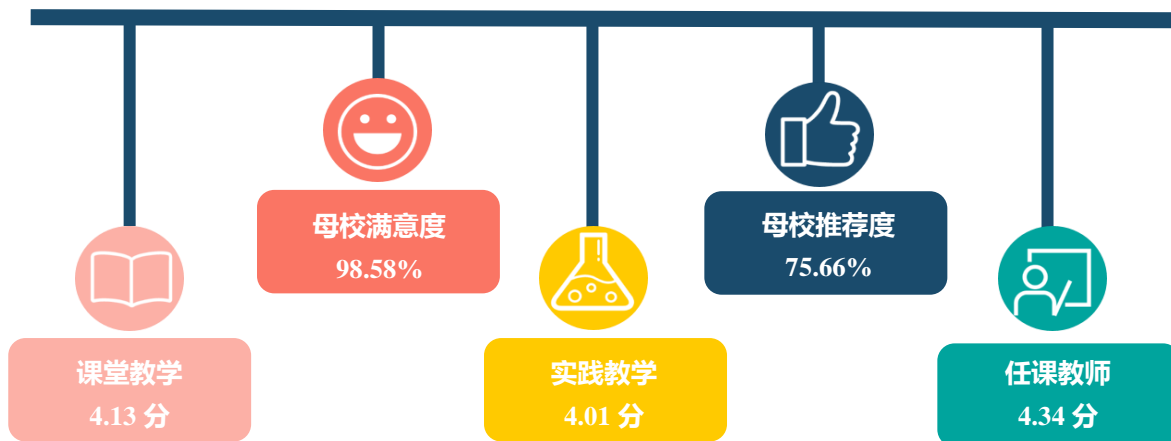 母校满意度
98.58%
母校推荐度
75.66%
课堂教学
4.13 分
实践教学
4.01 分
任课教师
4.34 分